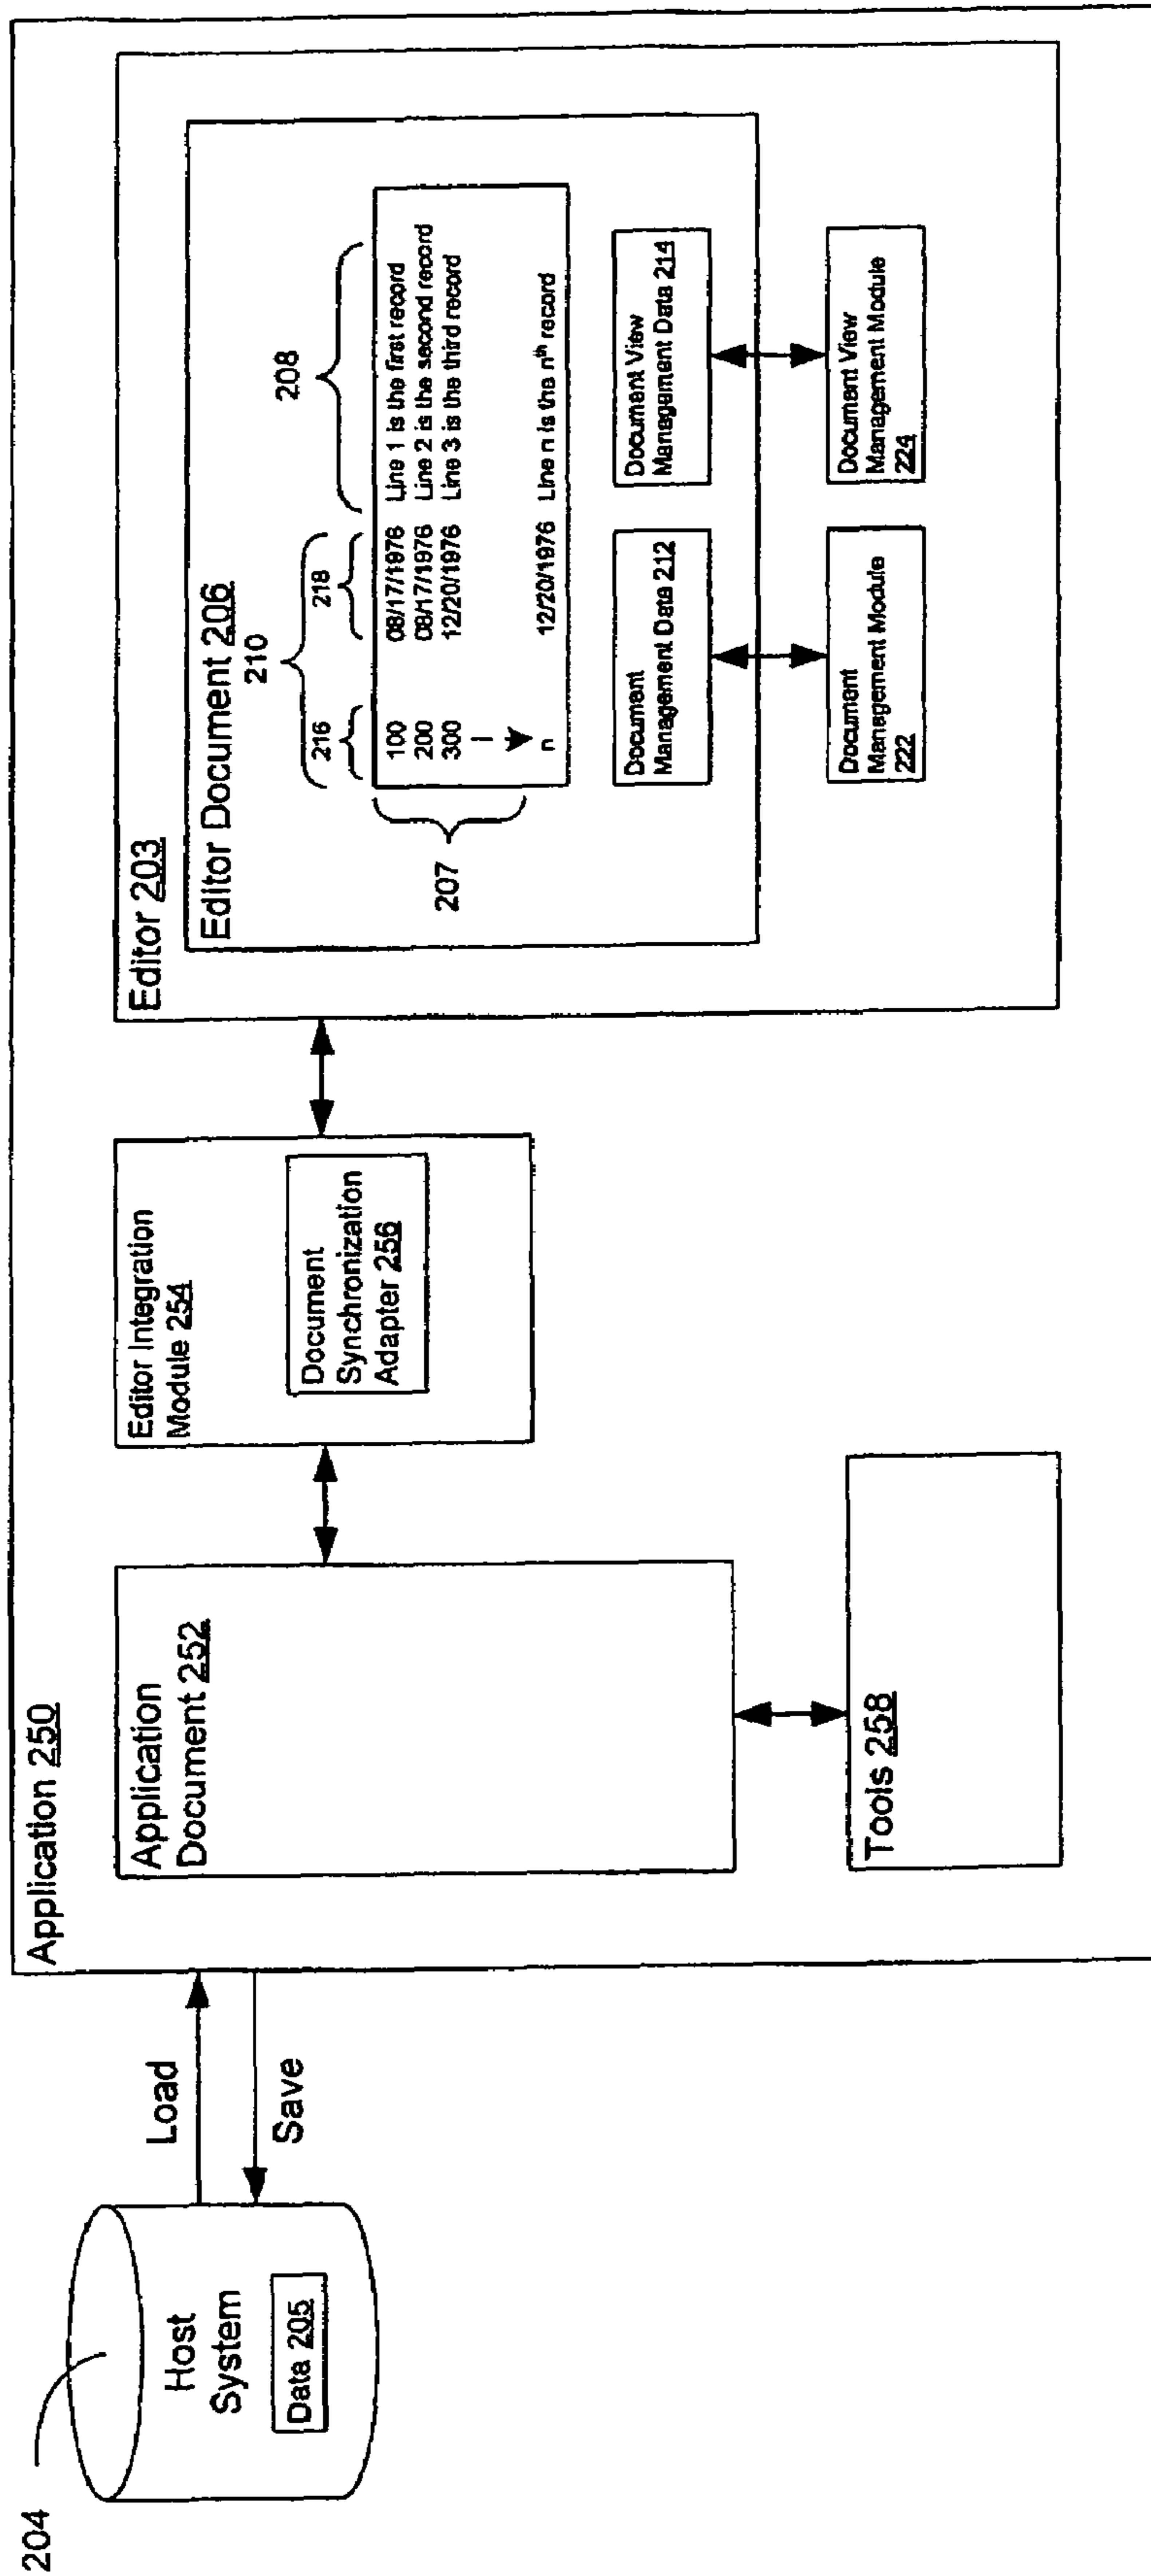 204
Host
System
Data 205
Load
Save
Application 250
Application
Document 252
Tools 258
Editor Integration
Module 254
Document
Synchronization
Adapter 256
Editor 203
Editor Document 206
210
216
218
208
207
100 08/17/1976 Line 1 is the first record
200 08/17/1976 Line 2 is the second record
300 12/20/1976 Line 3 is the third record
n 12/20/1976 Line n is the nth record
Document
Management Data 212
Document View
Management Data 214
Document
Management Module
222
Document View
Management Module
224